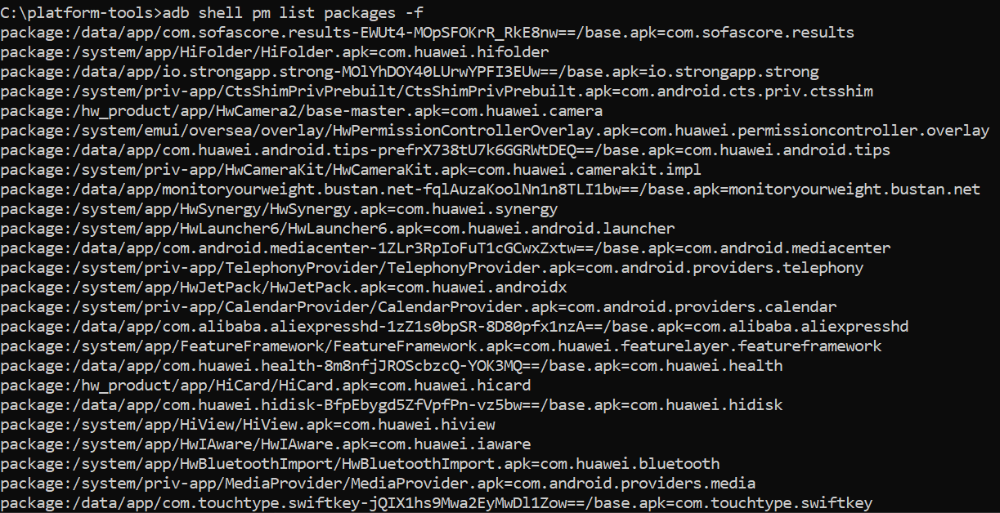 C:\platform-tools>adb shell pm list packages -f
package:/data/app/com.sofascore.results-EWUt4-MOpSFOKrR_RkE8nw==/base.apk=com.sofascore.results
package:/system/app/HiFolder/HiFolder.apk=com.huawei.hifolder
package:/data/app/io.strongapp.strong-MOlYhDOY40LUrwYPFI3EUw==/base.apk=io.strongapp.strong
package:/system/priv-app/CtsShimPrivPrebuilt/CtsShimPrivPrebuilt.apk=com.android.cts.priv.ctsshim
package:/hw_product/app/HwCamera2/base-master.apk=com.huawei.camera
package:/system/emui/oversea/overlay/HwPermissionControllerOverlay.apk=com.huawei.permissioncontroller.overlay
package:/data/app/com.huawei.android.tips-prefrX738tU7k6GGRWtDEQ==/base.apk=com.huawei.android.tips
package:/system/priv-app/HwCameraKit/HwCameraKit.apk=com.huawei.camerakit.impl
package:/data/app/monitoryourweight.bustan.net-fqlAuzaKoolNn1n8TLI1bw==/base.apk=monitoryourweight.bustan.net
package:/system/app/HwSynergy/HwSynergy.apk=com.huawei.synergy
package:/system/app/HwLauncher6/HwLauncher6.apk=com.huawei.android.launcher
package:/data/app/com.android.mediacenter-1ZLr3RpIoFuT1cGCwxZxtw==/base.apk=com.android.mediacenter
package:/system/priv-app/TelephonyProvider/TelephonyProvider.apk=com.android.providers.telephony
package:/system/app/HwJetPack/HwJetPack.apk=com.huawei.androidx
package:/system/priv-app/CalendarProvider/CalendarProvider.apk=com.android.providers.calendar
package:/data/app/com.alibaba.aliexpresshd-1zZ1s0bpSR-8D80pfx1nzA==/base.apk=com.alibaba.aliexpresshd
package:/system/app/FeatureFramework/FeatureFramework.apk=com.huawei.featurelayer.featureframework
package:/data/app/com.huawei.health-8m8nfjJROScbzcQ-YOK3MQ==/base.apk=com.huawei.health
package:/hw_product/app/HiCard/HiCard.apk=com.huawei.hicard
package:/data/app/com.huawei.hidisk-BfpEbygd5ZfVpfPn-vz5bw==/base.apk=com.huawei.hidisk
package:/system/app/HiView/HiView.apk=com.huawei.hiview
package:/system/app/HwIAware/HwIAware.apk=com.huawei.iaware
package:/system/app/HwBluetoothImport/HwBluetoothImport.apk=com.huawei.bluetooth
package:/system/priv-app/MediaProvider/MediaProvider.apk=com.android.providers.media
package:/data/app/com.touchtype.swiftkey-jQIX1hs9Mwa2EyMwDl1Zow==/base.apk=com.touchtype.swiftkey